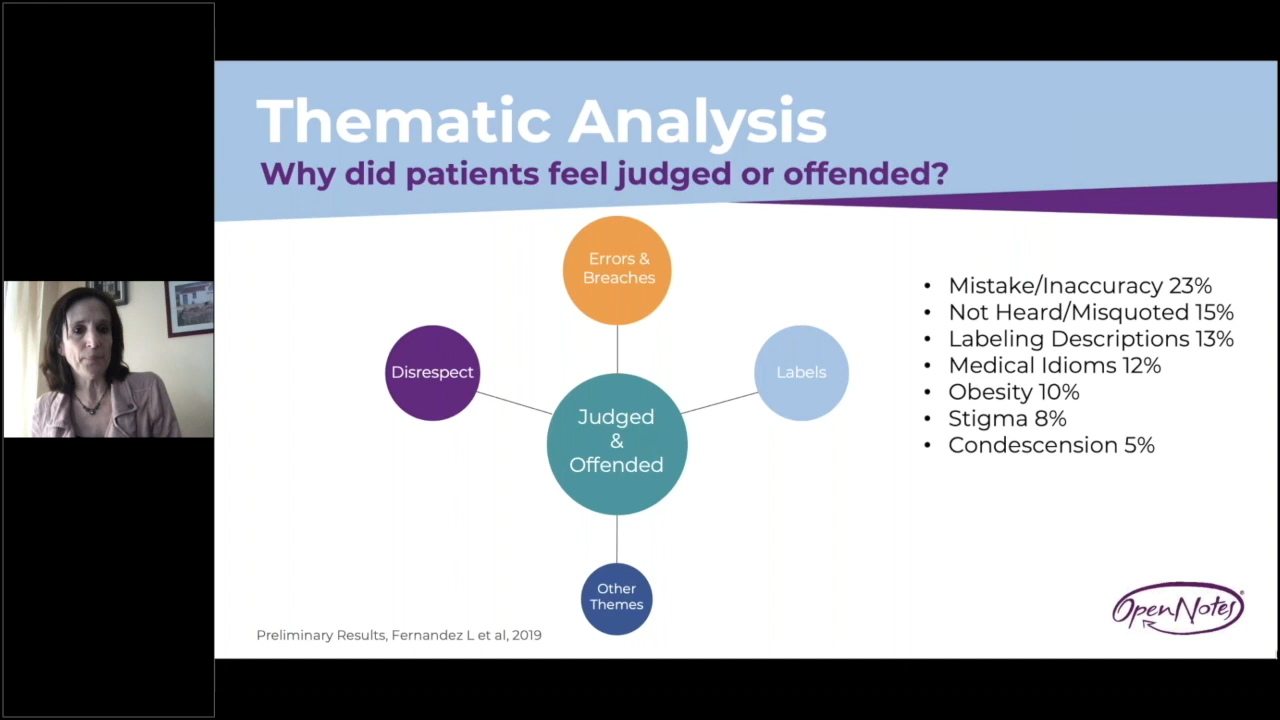 Thematic Analysis
Why did patients feel judged or offended?
Errors &
Breaches
Disrespect
Labels
Judged
&
Offended
Other
Themes
• Mistake/Inaccuracy 23%
• Not Heard/Misquoted 15%
• Labeling Descriptions 13%
• Medical Idioms 12%
• Obesity 10%
• Stigma 8%
• Condescension 5%
Preliminary Results, Fernandez L et al, 2019
OpenNotes